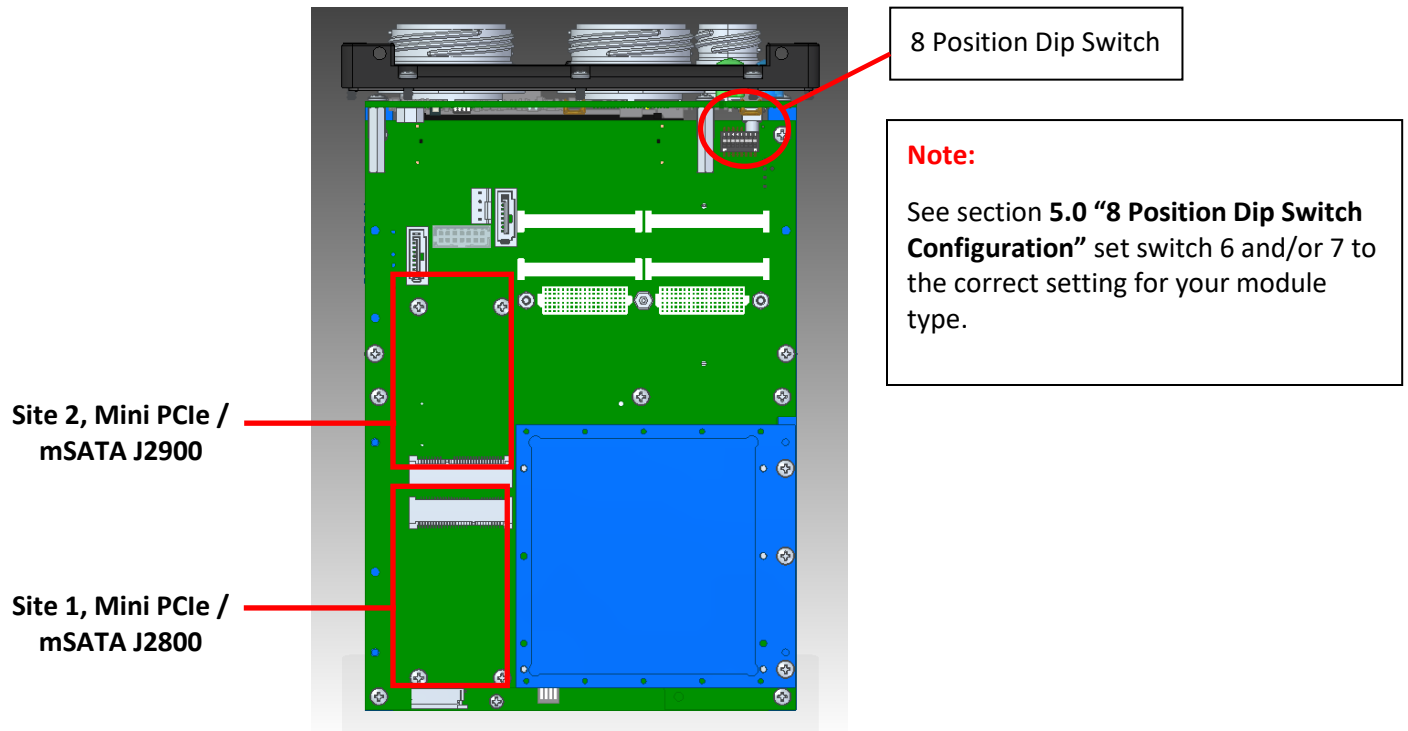 8 Position Dip Switch
Note:
See section 5.0 “8 Position Dip Switch
Configuration” set switch 6 and/or 7 to
the correct setting for your module
type.
Site 2, Mini PCIe /
mSATA J2900
Site 1, Mini PCIe /
mSATA J2800